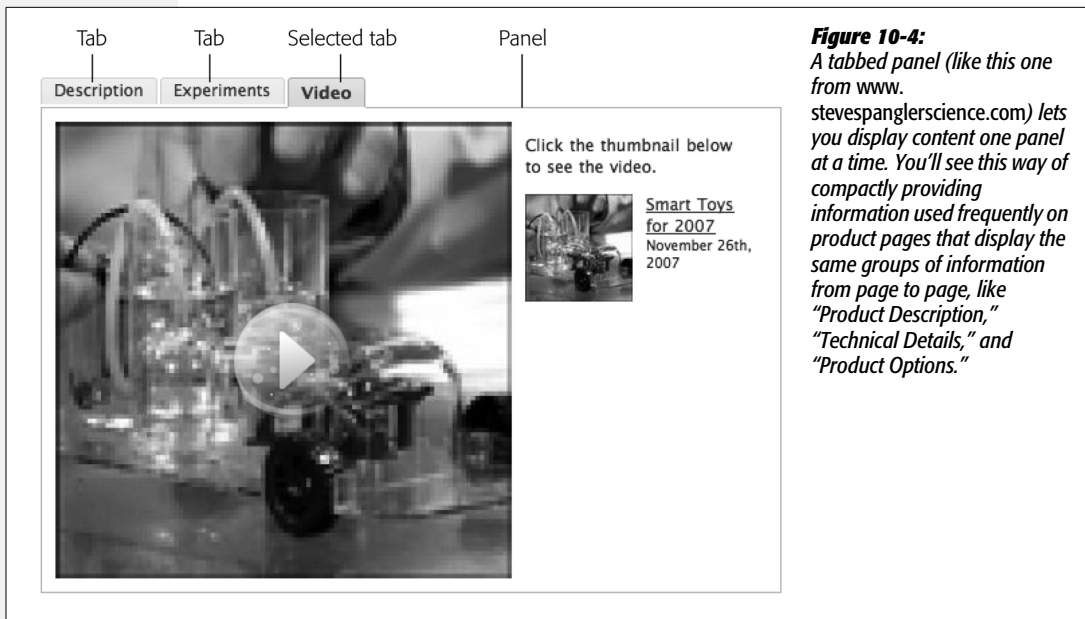 Tab Tab Selected tab Panel
Description Experiments Video
Click the thumbnail below
to see the video.
Smart Toys
for 2007
November 26th,
2007
Figure 10-4:
A tabbed panel (like this one
from www.
stevespanglerscience.com) lets
you display content one panel
at a time. You’ll see this way of
compactly providing
information used frequently on
product pages that display the
same groups of information
from page to page, like
“Product Description,”
“Technical Details,” and
“Product Options.”